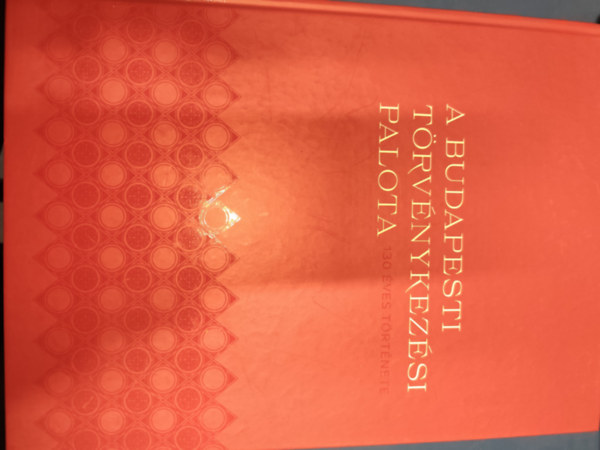 A BUDAPESTI
TÖRVÉNYKEZÉSI
PALOTA
130 ÉVES TÖRTÉNETE